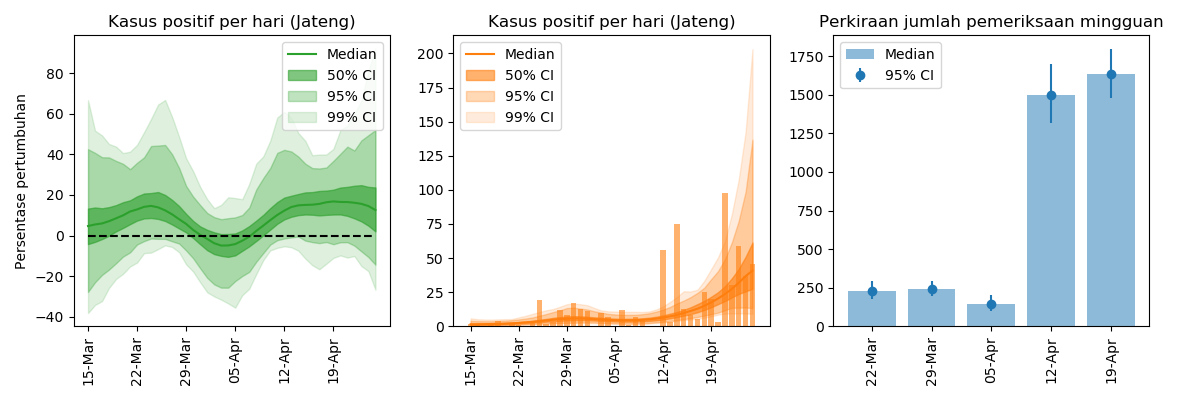 Kasus positif per hari (Jateng)
Persentase pertumbuhan
80
60
40
20
0
−20
−40
Median
50% CI
95% CI
99% CI
15-Mar
22-Mar
29-Mar
05-Apr
12-Apr
19-Apr
Kasus positif per hari (Jateng)
200
175
150
125
100
75
50
25
0
Median
50% CI
95% CI
99% CI
15-Mar
22-Mar
29-Mar
05-Apr
12-Apr
19-Apr
Perkiraan jumlah pemeriksaan mingguan
1750
1500
1250
1000
750
500
250
0
Median
95% CI
22-Mar
29-Mar
05-Apr
12-Apr
19-Apr